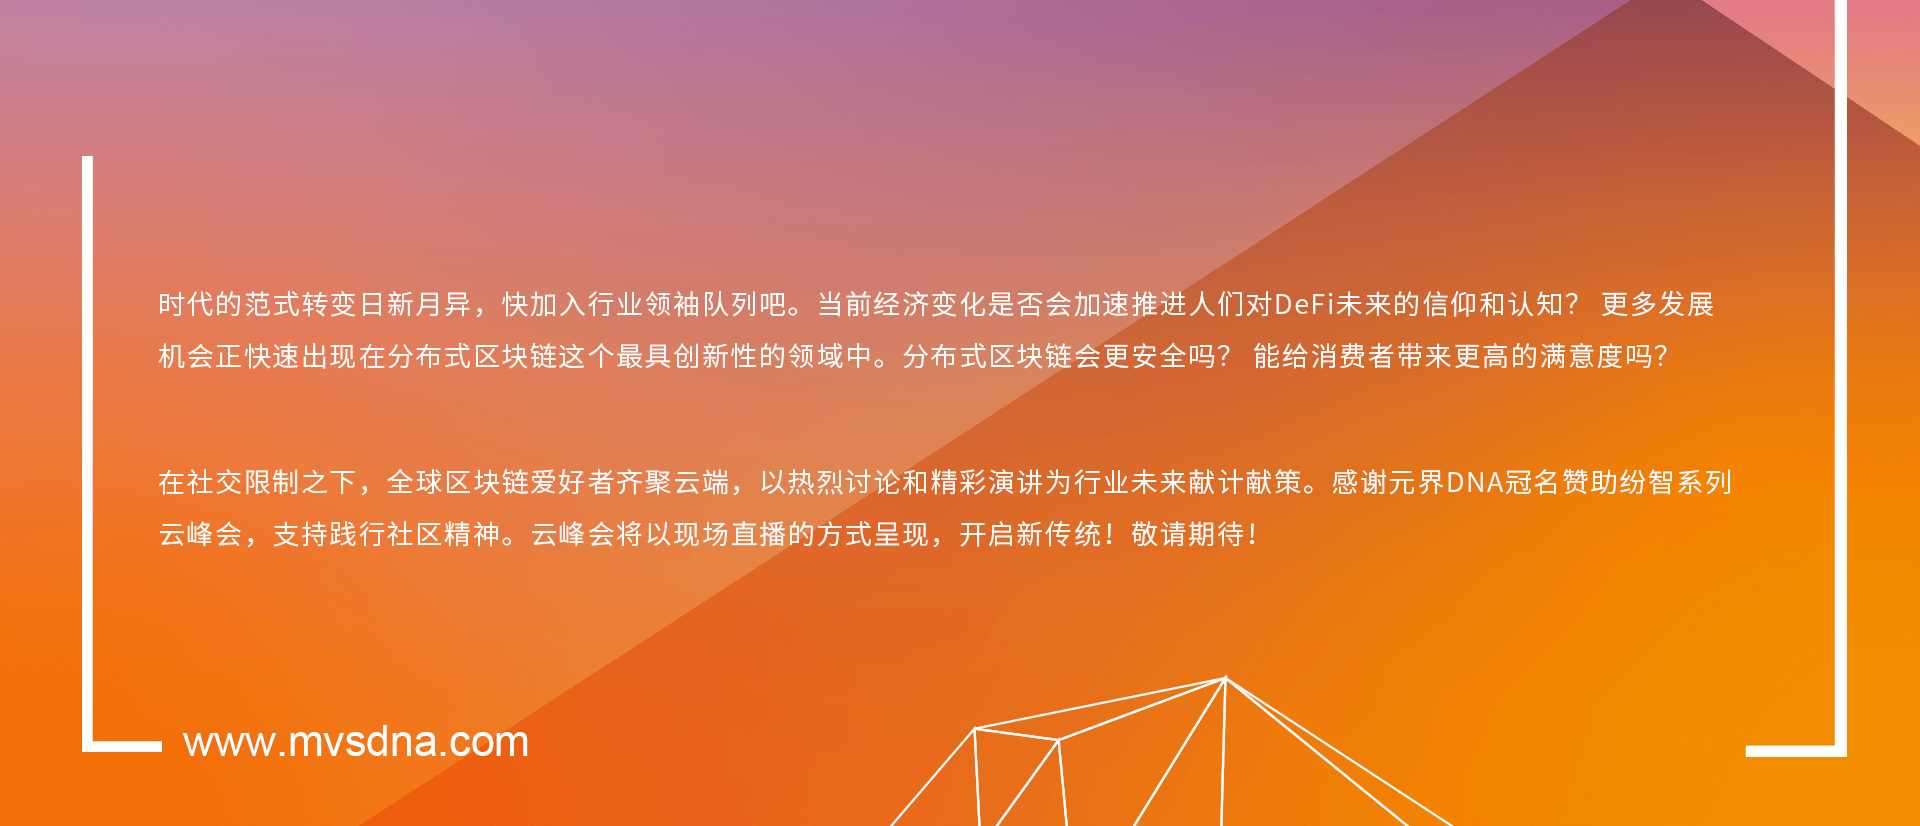 时代的范式转变日新月异，快加入行业领袖队列吧。当前经济变化是否会加速推进人们对DeFi未来的信仰和认知？ 更多发展
机会正快速出现在分布式区块链这个最具创新性的领域中。分布式区块链会更安全吗？ 能给消费者带来更高的满意度吗？
在社交限制之下，全球区块链爱好者齐聚云端，以热烈讨论和精彩演讲为行业未来献计献策。感谢元界DNA冠名赞助纷智系列
云峰会，支持践行社区精神。云峰会将以现场直播的方式呈现，开启新传统！敬请期待！
www.mvsdna.com